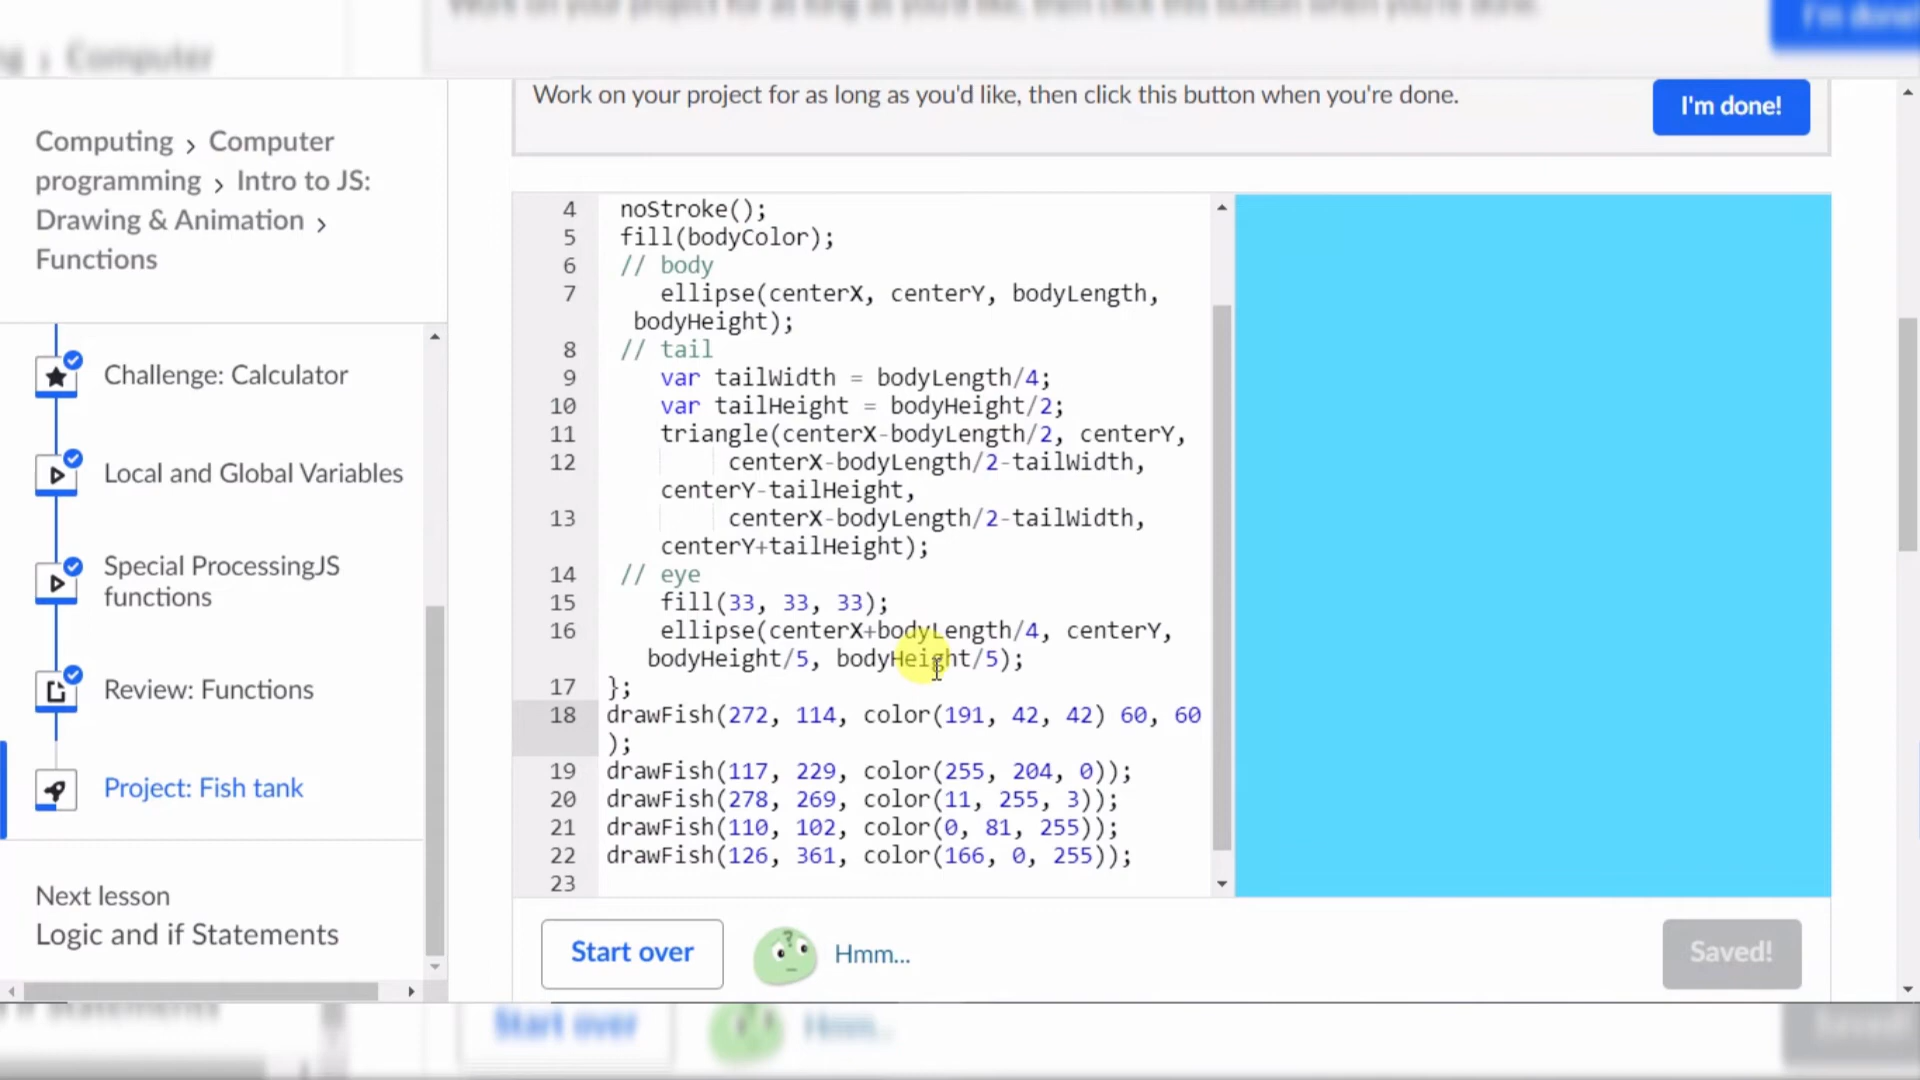 Work on your project for as long as you'd like, then click this button when you're done.
I'm done!
Computing > Computer
programming > Intro to JS:
Drawing & Animation >
Functions
Challenge: Calculator
Local and Global Variables
Special ProcessingJS
functions
Review: Functions
Project: Fish tank
Next lesson
Logic and if Statements
4 noStroke();
5 fill(bodyColor);
6 // body
7 ellipse(centerX, centerY, bodyLength,
bodyHeight);
8 // tail
9 var tailWidth = bodyLength/4;
10 var tailHeight = bodyHeight/2;
11 triangle(centerX-bodyLength/2, centerY,
12 centerX-bodyLength/2-tailWidth,
centerY-tailHeight,
13 centerX-bodyLength/2-tailWidth,
centerY+tailHeight);
14 // eye
15 fill(33, 33, 33);
16 ellipse(centerX+bodyLength/4, centerY,
bodyHeight/5, bodyHeight/5);
17 };
18 drawFish(272, 114, color(191, 42, 42) 60, 60
);
19 drawFish(117, 229, color(255, 204, 0));
20 drawFish(278, 269, color(11, 255, 3));
21 drawFish(110, 102, color(0, 81, 255));
22 drawFish(126, 361, color(166, 0, 255));
23
Start over
Hmm...
Saved!
Start over
Hmm...